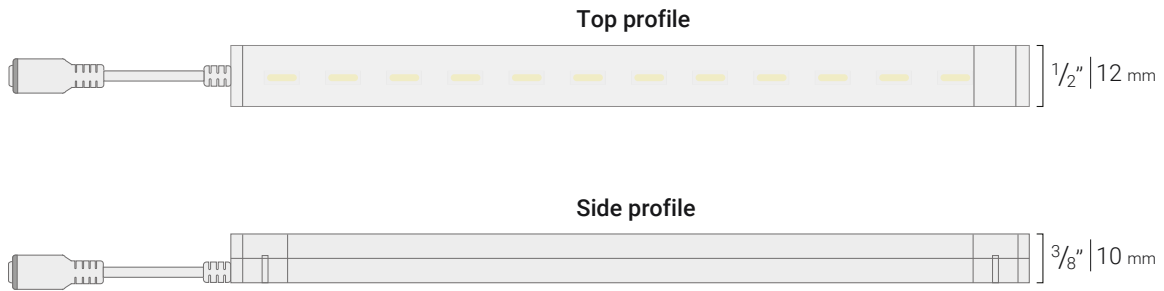 Top profile
1/2” | 12 mm
Side profile
3/8” | 10 mm